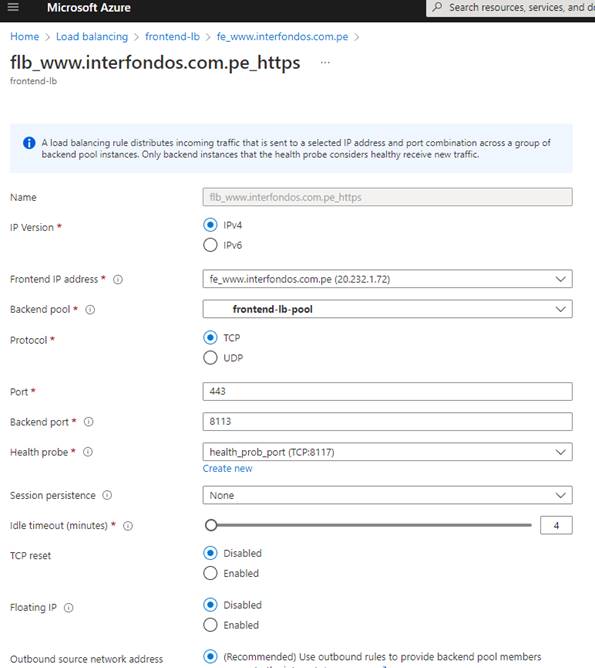 Microsoft Azure
Search resources, services, and do
Home > Load balancing > frontend-lb > fe_www.interfondos.com.pe >
flb_www.interfondos.com.pe_https ...
frontend-lb
A load balancing rule distributes incoming traffic that is sent to a selected IP address and port combination across a group of
backend pool instances. Only backend instances that the health probe considers healthy receive new traffic.
Name
flb_www.interfondos.com.pe_https
IP Version *
IPv4
IPv6
Frontend IP address *
fe_www.interfondos.com.pe (20.232.1.72)
Backend pool *
frontend-lb-pool
Protocol *
TCP
UDP
Port *
443
Backend port *
8113
Health probe *
health_prob_port (TCP:8117)
Create new
Session persistence
None
Idle timeout (minutes) *
4
TCP reset
Disabled
Enabled
Floating IP
Disabled
Enabled
Outbound source network address
(Recommended) Use outbound rules to provide backend pool members